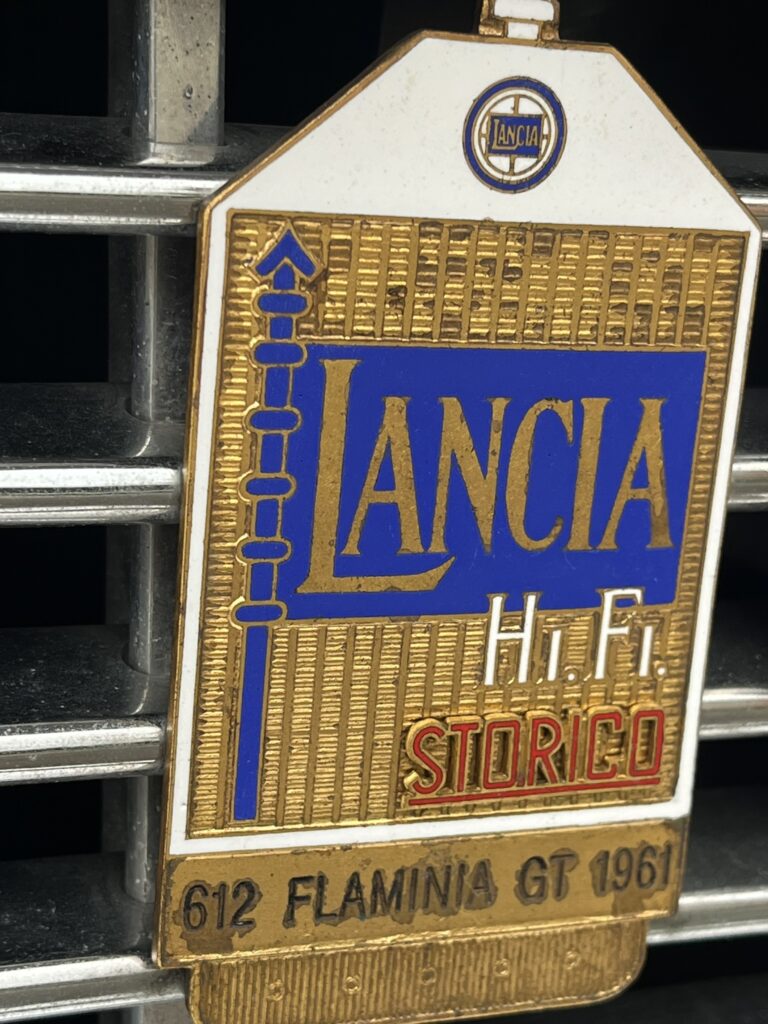 LANCIA
LANCIA
Hi.Fi.
STORICO
612 FLAMINIA GT 1961